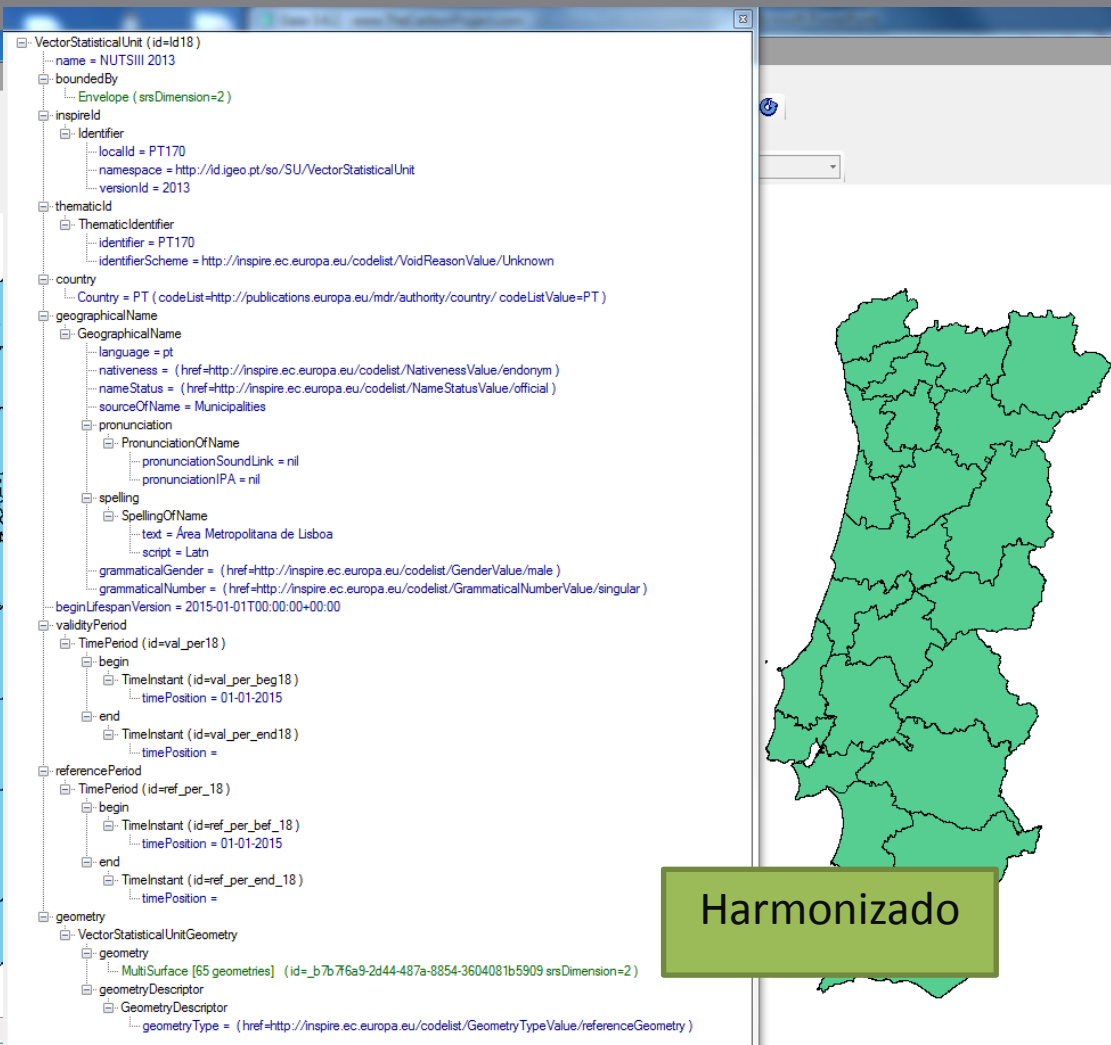 VectorStatisticalUnit (id=Id18 )
name = NUTSIII 2013
boundedBy
Envelope ( srsDimension=2 )
inspireId
Identifier
localId = PT170
namespace = http://id.igeo.pt/so/SU/VectorStatisticalUnit
versionId = 2013
thematicId
ThematicIdentifier
identifier = PT170
identifierScheme = http://inspire.ec.europa.eu/codelist/VoidReasonValue/Unknown
country
Country = PT ( codeList=http://publications.europa.eu/mdr/authority/country/ codeListValue=PT )
geographicalName
GeographicalName
language = pt
nativeness = (href=http://inspire.ec.europa.eu/codelist/NativenessValue/endonym )
nameStatus = (href=http://inspire.ec.europa.eu/codelist/NameStatusValue/official )
sourceOfName = Municipalities
pronunciation
PronunciationOfName
pronunciationSoundLink = nil
pronunciationIPA = nil
spelling
SpellingOfName
text = Área Metropolitana de Lisboa
script = Latn
grammaticalGender = (href=http://inspire.ec.europa.eu/codelist/GenderValue/male )
grammaticalNumber = (href=http://inspire.ec.europa.eu/codelist/GrammaticalNumberValue/singular )
beginLifespanVersion = 2015-01-01T00:00:00+00:00
validityPeriod
TimePeriod (id=val_per18 )
begin
TimeInstant (id=val_per_beg18 )
timePosition = 01-01-2015
end
TimeInstant (id=val_per_end18 )
timePosition =
referencePeriod
TimePeriod (id=ref_per_18 )
begin
TimeInstant (id=ref_per_bef_18 )
timePosition = 01-01-2015
end
TimeInstant (id=ref_per_end_18 )
timePosition =
geometry
VectorStatisticalUnitGeometry
geometry
MultiSurface [65 geometries] (id=_b7b7f6a9-2d44-487a-8854-3604081b5909 srsDimension=2 )
geometryDescriptor
GeometryDescriptor
geometryType = (href=http://inspire.ec.europa.eu/codelist/GeometryTypeValue/referenceGeometry )
Harmonizado